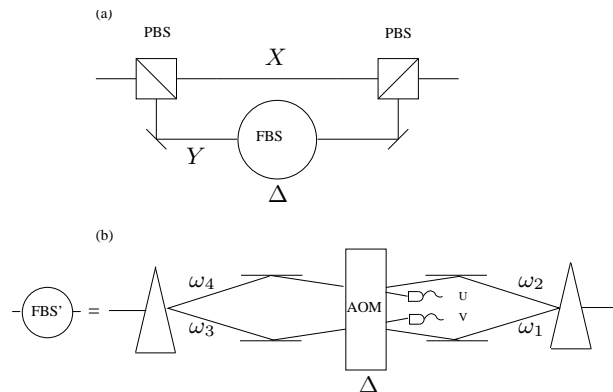 (a)
PBS PBS
X
FBS
Y
Δ
(b)
ω₄ ω₂
FBS' = AOM U
V
ω₃ ω₁
Δ